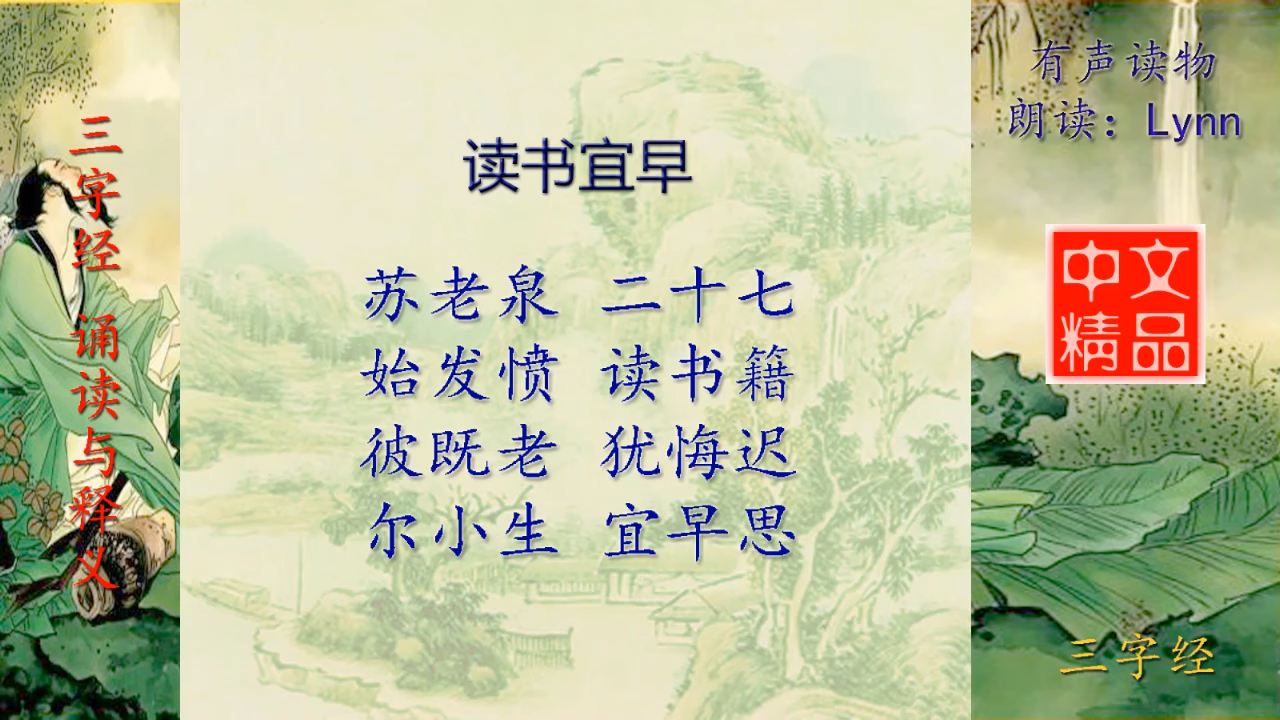 三字经 诵读与释义
读书宜早
苏老泉 二十七
始发愤 读书籍
彼既老 犹悔迟
尔小生 宜早思
有声读物
朗读：Lynn
中文
精品
三字经